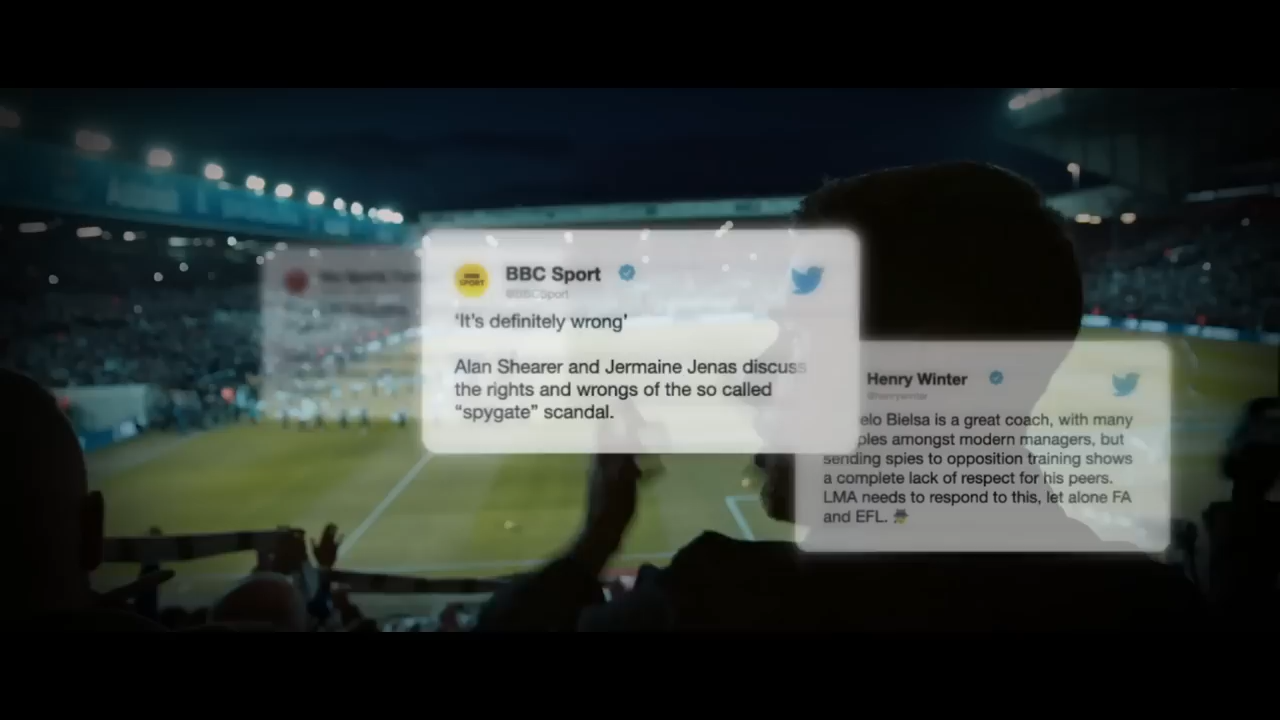 BBC Sport
@BBCSport
‘It’s definitely wrong’
Alan Shearer and Jermaine Jenas discuss
the rights and wrongs of the so called
“spygate” scandal.
Henry Winter
@henrywinter
elo Bielsa is a great coach, with many
ples amongst modern managers, but
sending spies to opposition training shows
a complete lack of respect for his peers.
LMA needs to respond to this, let alone FA
and EFL.